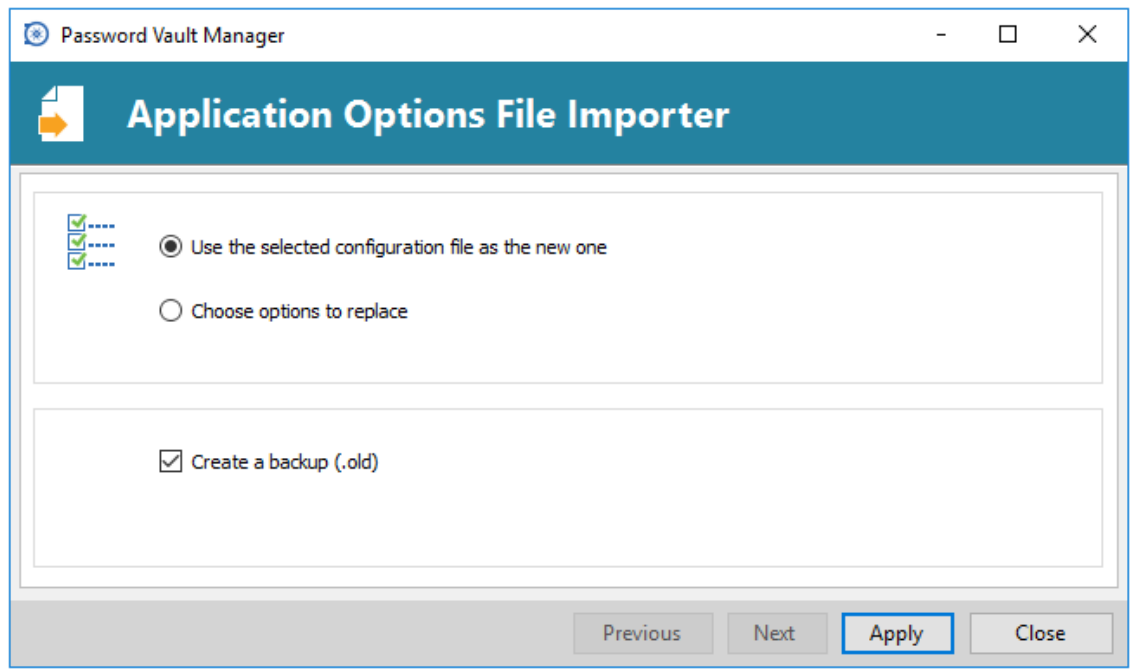 Password Vault Manager
Application Options File Importer
Use the selected configuration file as the new one
Choose options to replace
Create a backup (.old)
Previous Next Apply Close